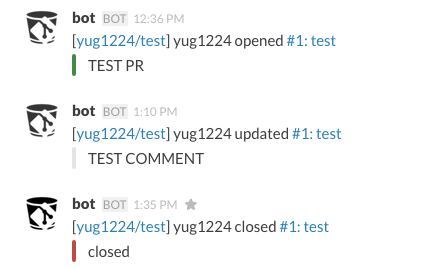 bot BOT 12:36 PM
[yug1224/test] yug1224 opened #1: test
TEST PR
bot BOT 1:10 PM
[yug1224/test] yug1224 updated #1: test
TEST COMMENT
bot BOT 1:35 PM
[yug1224/test] yug1224 closed #1: test
closed